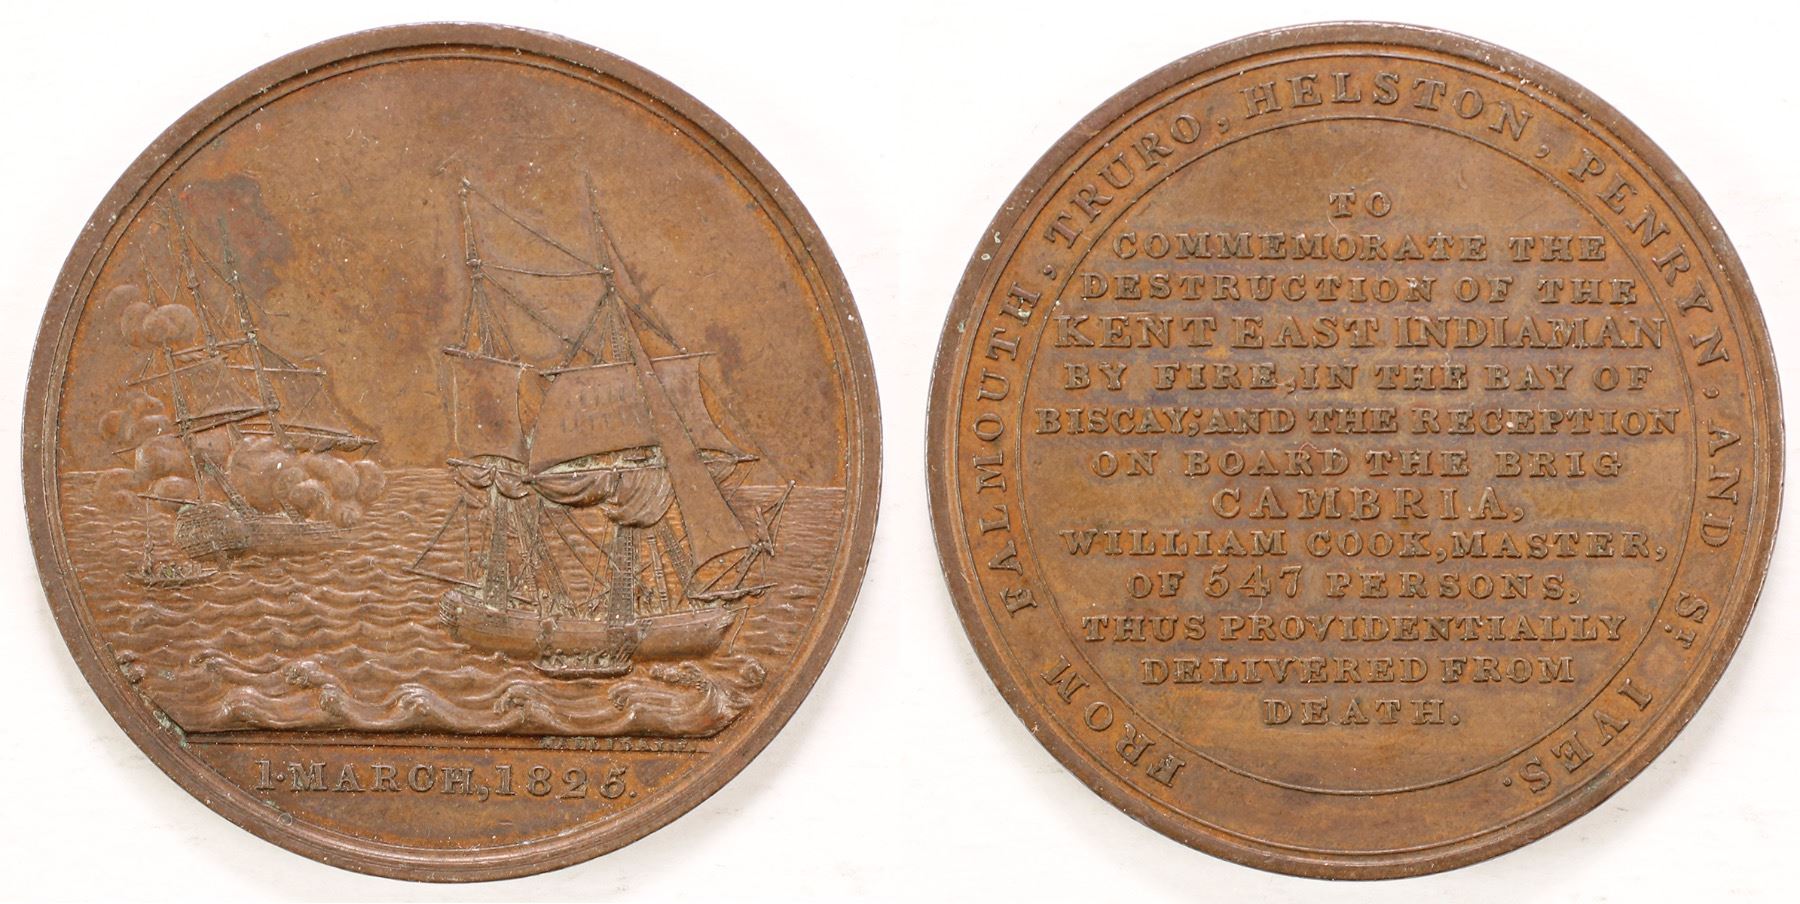 1·MARCH, 1825.
FROM FALMOUTH, TRURO, HELSTON, PENRYN, AND ST. IVES.
TO
COMMEMORATE THE
DESTRUCTION OF THE
KENT EAST INDIAMAN
BY FIRE, IN THE BAY OF
BISCAY; AND THE RECEPTION
ON BOARD THE BRIG
CAMBRIA,
WILLIAM COOK, MASTER,
OF 547 PERSONS,
THUS PROVIDENTIALLY
DELIVERED FROM
DEATH.